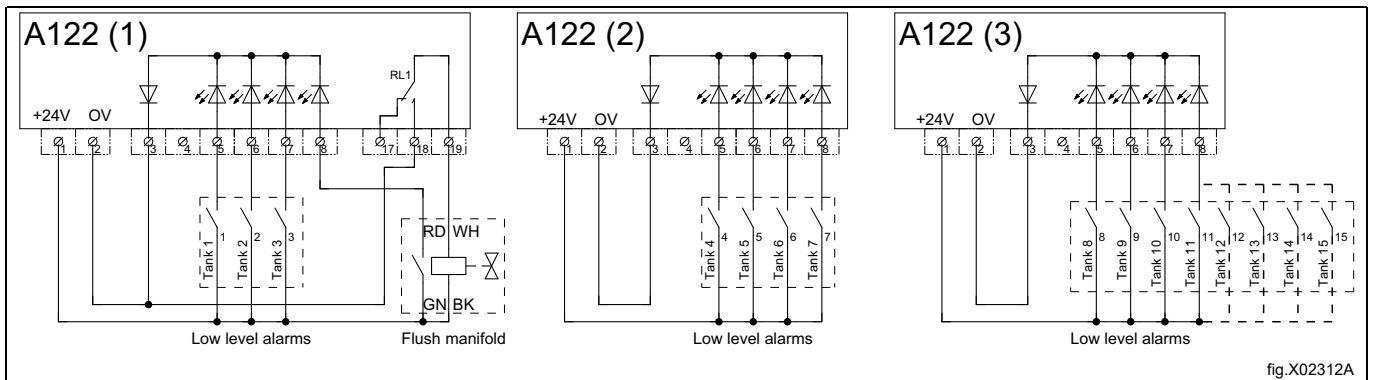 A122 (1)
RL1
+24V OV
1 2 3 4 5 6 7 8 17 18 19
Tank 1 1
Tank 2 2
Tank 3 3
RD WH
GN BK
Low level alarms
Flush manifold
A122 (2)
+24V OV
1 2 3 4 5 6 7 8
Tank 4 4
Tank 5 5
Tank 6 6
Tank 7 7
Low level alarms
A122 (3)
+24V OV
1 2 3 4 5 6 7 8
Tank 8 8
Tank 9 9
Tank 10 10
Tank 11 11
Tank 12 12
Tank 13 13
Tank 14 14
Tank 15 15
Low level alarms
fig.X02312A